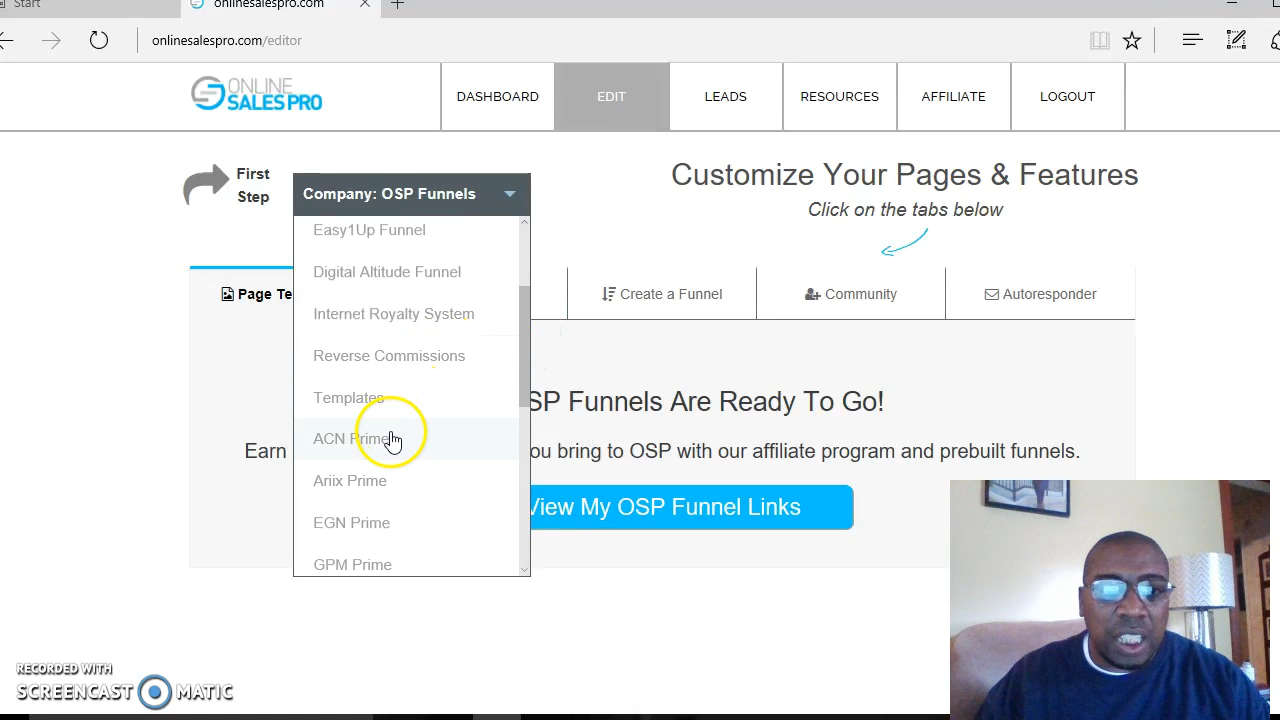 Start
onlinesalespro.com
onlinesalespro.com/editor
ONLINE
SALES PRO
DASHBOARD
EDIT
LEADS
RESOURCES
AFFILIATE
LOGOUT
First
Step
Company: OSP Funnels
Customize Your Pages & Features
Click on the tabs below
Easy1Up Funnel
Digital Altitude Funnel
Internet Royalty System
Reverse Commissions
Templates
ACN Prime
Ariix Prime
EGN Prime
GPM Prime
Page Te
Create a Funnel
Community
Autoresponder
SP Funnels Are Ready To Go!
Earn
ou bring to OSP with our affiliate program and prebuilt funnels.
View My OSP Funnel Links
RECORDED WITH
SCREENCAST MATIC